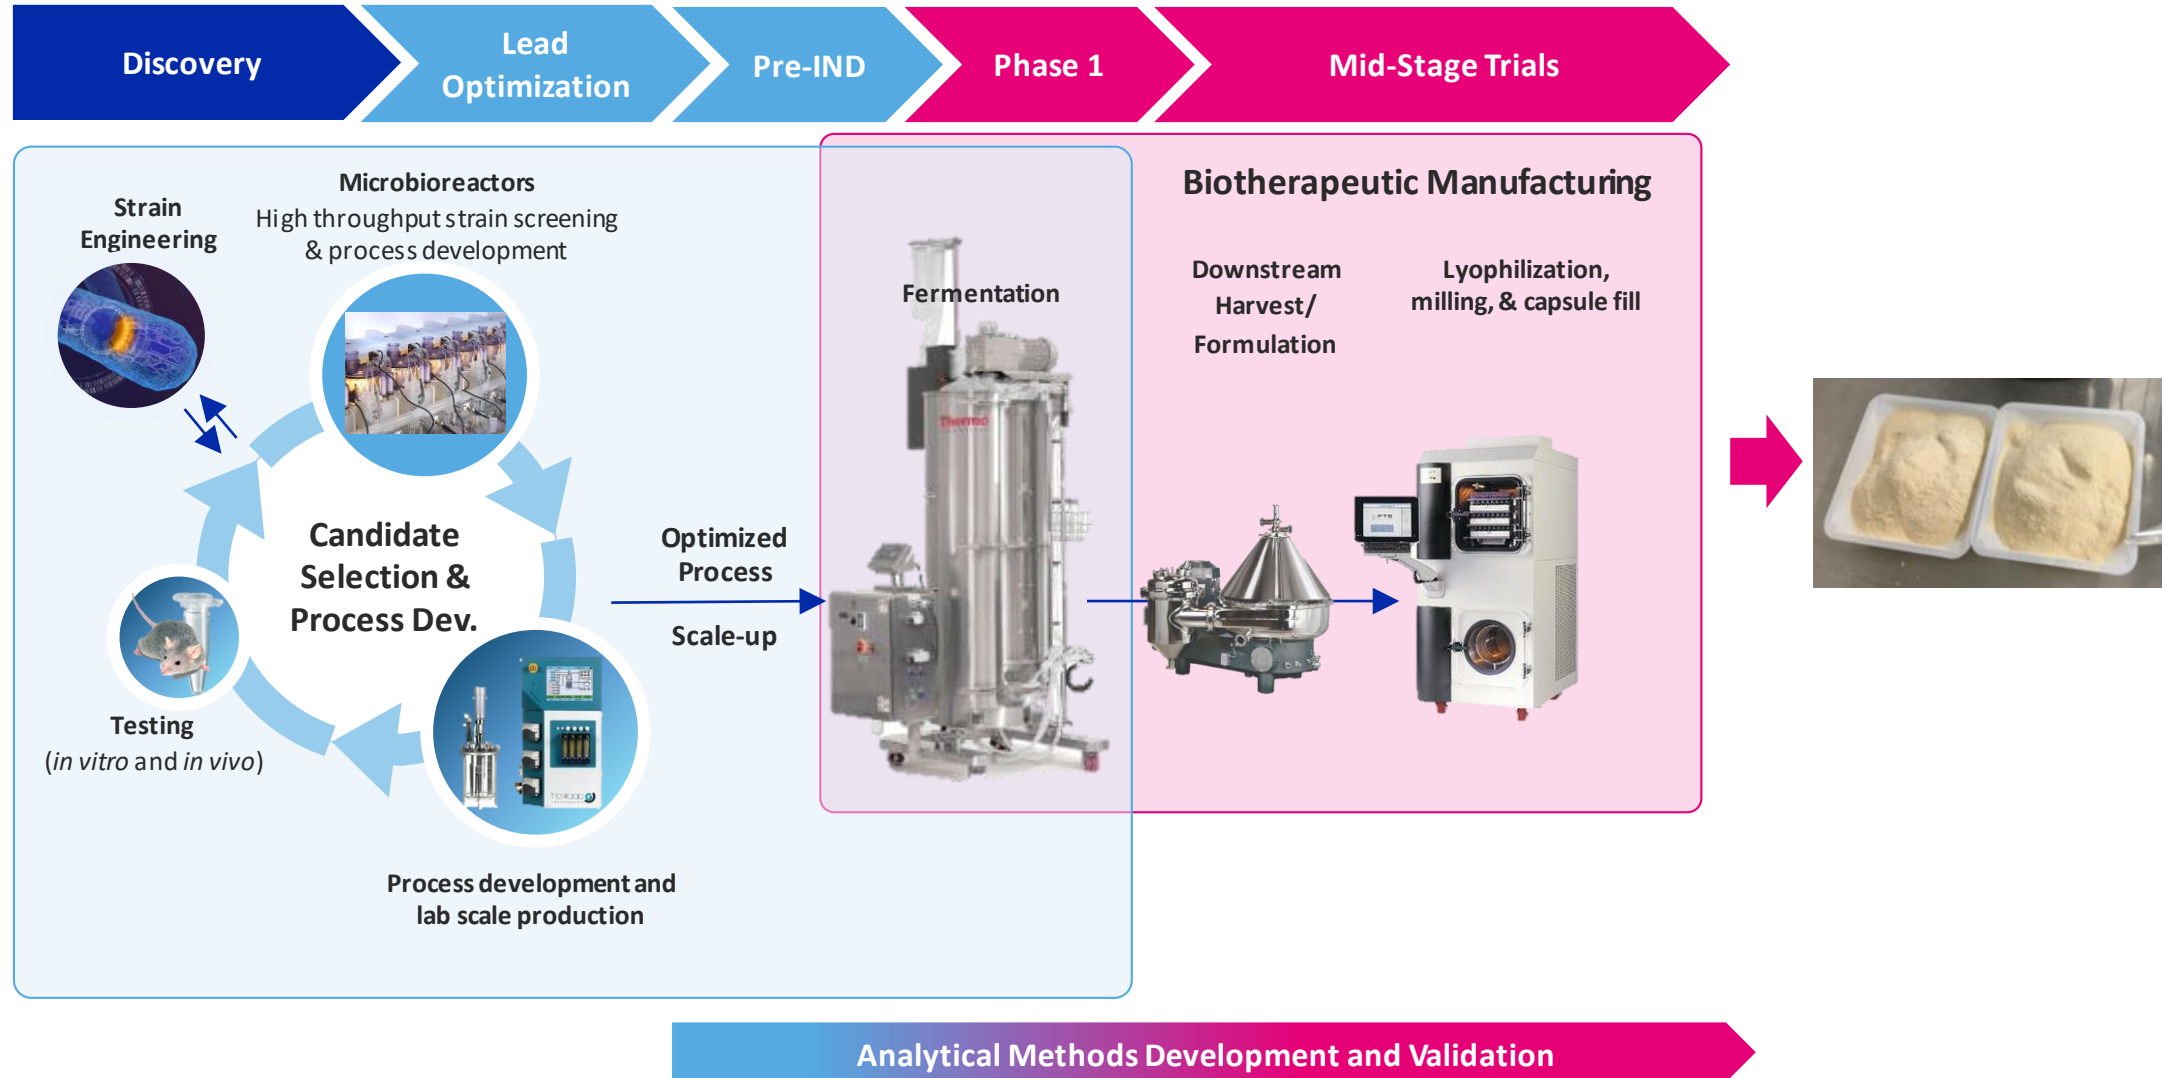 Discovery
Lead
Optimization
Pre-IND
Phase 1
Mid-Stage Trials
Biotherapeutic Manufacturing
Strain
Engineering
Microbioreactors
High throughput strain screening
& process development
Fermentation
Downstream
Harvest/
Formulation
Lyophilization,
milling, & capsule fill
Thermo
Candidate
Selection &
Process Dev.
Optimized
Process
Scale-up
Testing
(in vitro and in vivo)
Process development and
lab scale production
Analytical Methods Development and Validation